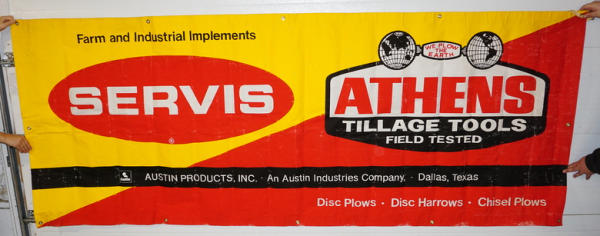 Farm and Industrial Implements
SERVIS
®
WE PLOW
THE
EARTH
ATHENS
TILLAGE TOOLS
FIELD TESTED
AUSTIN PRODUCTS, INC. · An Austin Industries Company. · Dallas, Texas
Disc Plows · Disc Harrows · Chisel Plows